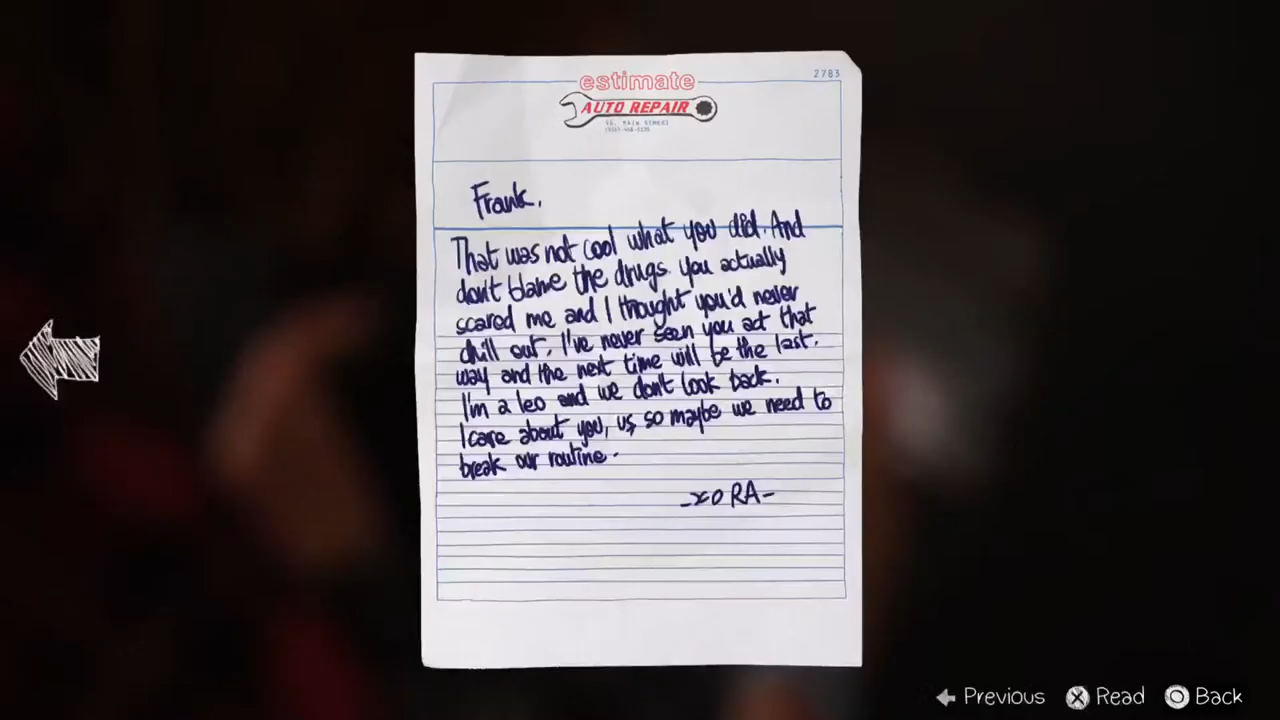 2783
estimate
AUTO REPAIR
Frank,
That was not cool what you did. And
don't blame the drugs. you actually
scared me and I thought you'd never
chill out. I've never seen you act that
way and the next time will be the last.
I'm a leo and we don't look back.
I care about you, us, so maybe we need to
break our routine.
-xo RA-
Previous
Read
Back